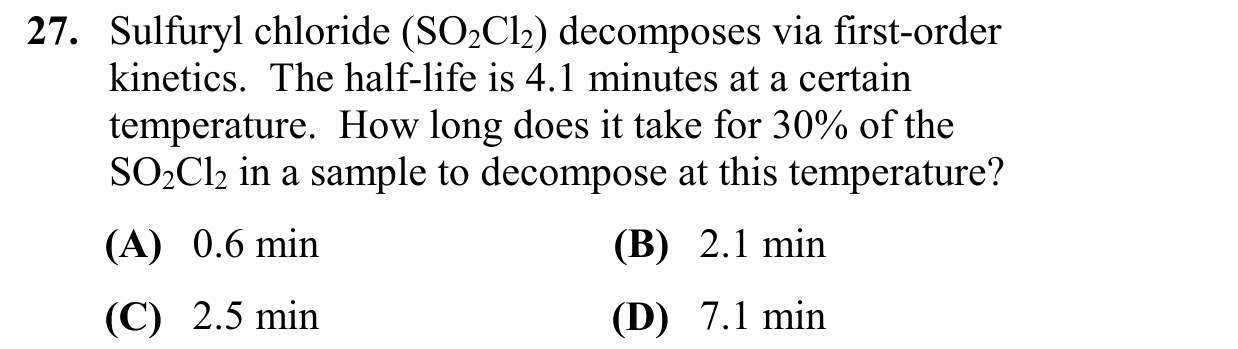 27. Sulfuryl chloride (SO₂Cl₂) decomposes via first-order
kinetics. The half-life is 4.1 minutes at a certain
temperature. How long does it take for 30% of the
SO₂Cl₂ in a sample to decompose at this temperature?
(A) 0.6 min (B) 2.1 min
(C) 2.5 min (D) 7.1 min